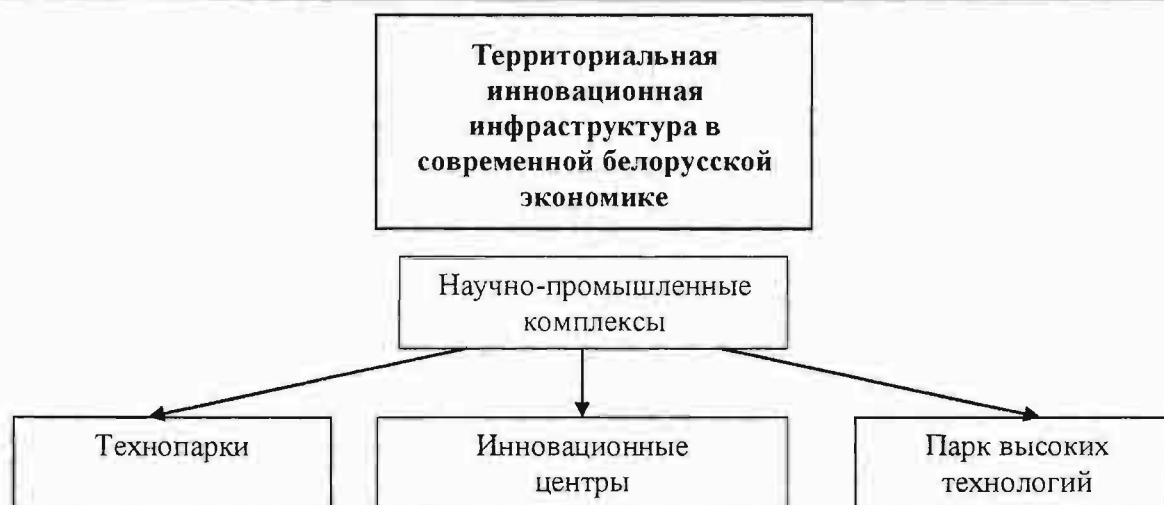 Территориальная
инновационная
инфраструктура в
современной белорусской
экономике
Научно-промышленные
комплексы
Технопарки
Инновационные
центры
Парк высоких
технологий